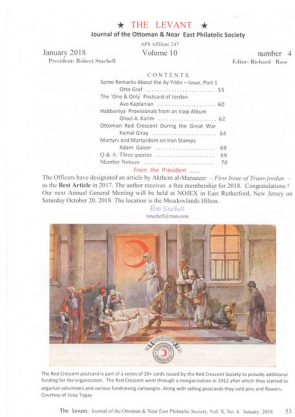 ★ THE LEVANT ★
Journal of the Ottoman & Near East Philatelic Society
APS Affiliate 247
January 2018 Volume 10 number 4
President: Robert Stuchell Editor: Richard Rose
CONTENTS
Some Remarks About the Ay Yıldız – Issue, Part 1
Otto Graf ........................ 53
The 'One & Only' Postcard of Jordan
Avo Kaplanian ........................ 60
Habbaniya Provisionals from an Iraqi Album
Ghazi A. Karim ........................ 62
Ottoman Red Crescent During the Great War
Kemal Giray ........................ 64
Martyrs and Martyrdom on Iran Stamps
Adam Geiser ........................ 69
Q & A: Three queries ........................ 69
Member Notices ........................ 70
From the President ......
The Officers have designated an article by Akthem al-Manaseer - First Issue of Trans-jordan -
as the Best Article in 2017. The author receives a free membership for 2018. Congratulations !
Our next Annual General Meeting will be held at NOJEX in East Rutherford, New Jersey on
Saturday October 20, 2018. The location is the Meadowlands Hilton.
Rob Stuchell
rstuchell@msn.com
The Red Crescent postcard is part of a series of 20+ cards issued by the Red Crescent Society to provide additional
funding for the organization. The Red Crescent went through a reorganisation in 1912 after which they started to
organise volunteers and various fundraising campaigns. Along with selling postcards they sold pins and flowers.
Courtesy of Uzay Togay
The Levant, Journal of the Ottoman & Near East Philatelic Society. Vol. X, No. 4. January 2018 53